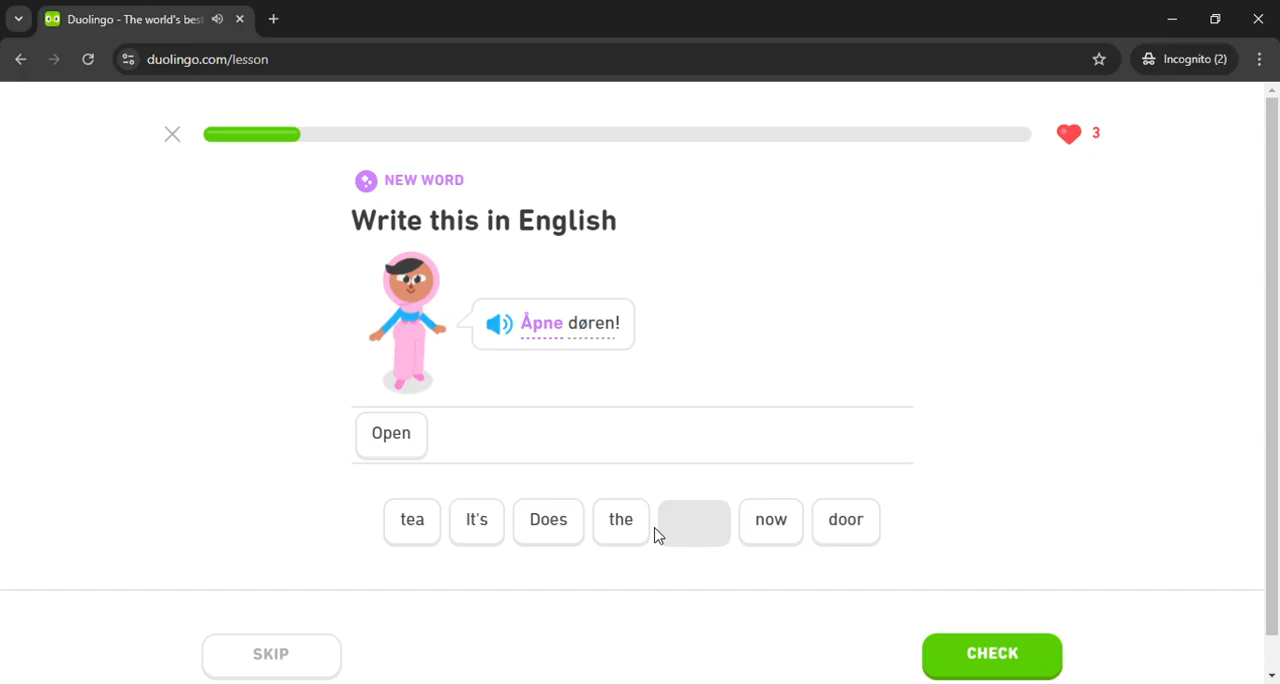 Duolingo - The world's bes
duolingo.com/lesson
Incognito (2)
3
NEW WORD
Write this in English
Åpne døren!
Open
tea It's Does the now door
SKIP
CHECK